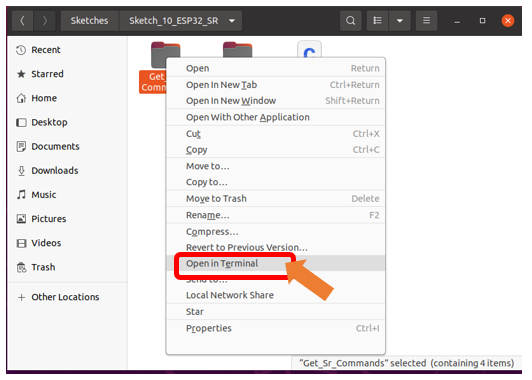 Sketches Sketch_10_ESP32_SR
Recent
Starred
Home
Desktop
Documents
Downloads
Music
Pictures
Videos
Trash
+ Other Locations
Get_
Comm
C
Open Return
Open In New Tab Ctrl+Return
Open In New Window Shift+Return
Open With Other Application
Cut Ctrl+X
Copy Ctrl+C
Move to…
Copy to…
Move to Trash Delete
Rename… F2
Compress…
Revert to Previous Version…
Open in Terminal
Send to…
Local Network Share
Star
Properties Ctrl+I
“Get_Sr_Commands” selected (containing 4 items)